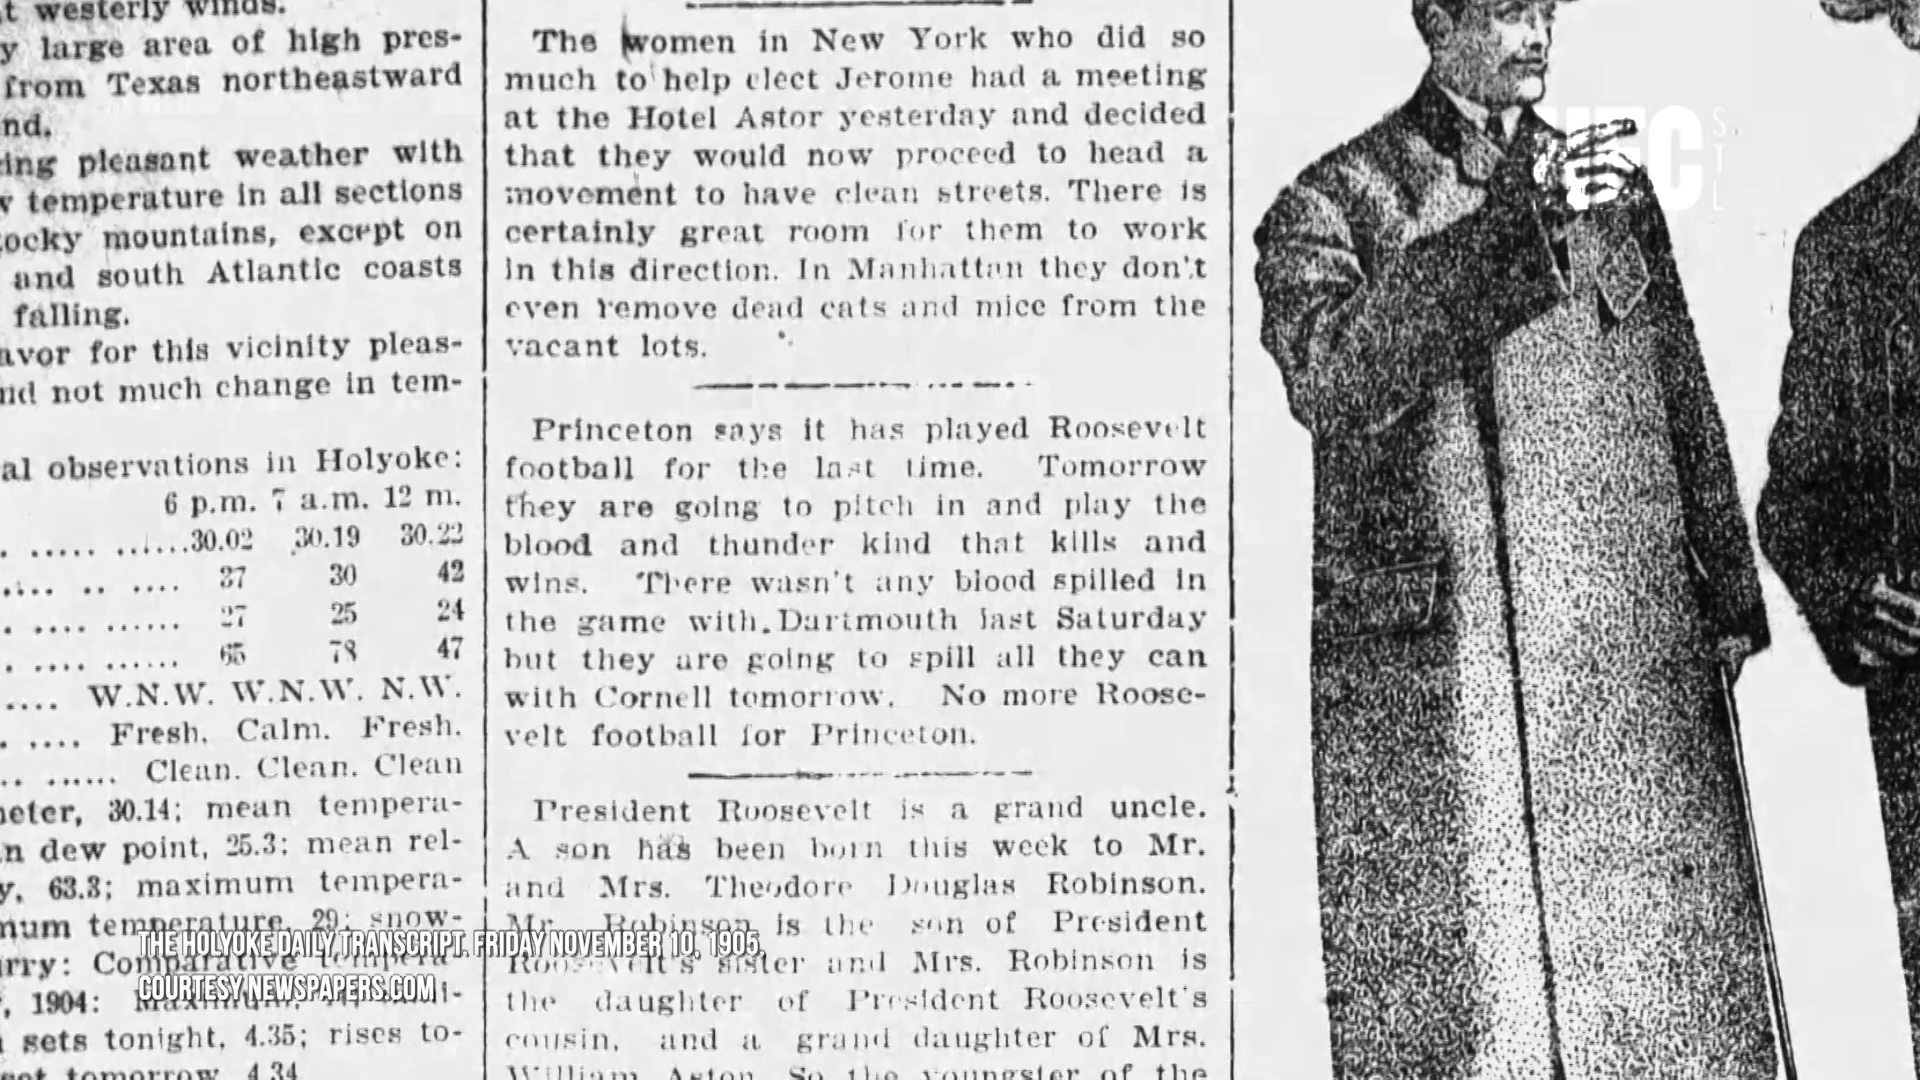 t westerly winds.
y large area of high pres-
from Texas northeastward
nd.
ing pleasant weather with
temperature in all sections
ocky mountains, except on
and south Atlantic coasts
falling.
avor for this vicinity pleas-
nd not much change in tem-
al observations in Holyoke:
6 p.m. 7 a.m. 12 m.
. ..... ......30.02 30.19 30.22
.... .. .... 37 30 42
. .... ...... 27 25 24
. .... ...... 65 78 47
.... W.N.W. W.N.W. N.W.
. .... Fresh. Calm. Fresh.
.. ...... Clean. Clean. Clean
eter, 30.14; mean tempera-
n dew point, 25.3; mean rel-
y, 63.3; maximum tempera-
mum temperature, 29; snow-
rry: Comparative tempera-
, 1904: Maximum,
sets tonight, 4.35; rises to-
set tomorrow 4.34
The women in New York who did so
much to help elect Jerome had a meeting
at the Hotel Astor yesterday and decided
that they would now proceed to head a
movement to have clean streets. There is
certainly great room for them to work
in this direction. In Manhattan they don't
even remove dead cats and mice from the
vacant lots.
Princeton says it has played Roosevelt
football for the last time. Tomorrow
they are going to pitch in and play the
blood and thunder kind that kills and
wins. There wasn't any blood spilled in
the game with Dartmouth last Saturday
but they are going to spill all they can
with Cornell tomorrow. No more Roose-
velt football for Princeton.
President Roosevelt is a grand uncle.
A son has been born this week to Mr.
and Mrs. Theodore Douglas Robinson.
Mr. Robinson is the son of President
Roosevelt's sister and Mrs. Robinson is
the daughter of President Roosevelt's
cousin, and a grand daughter of Mrs.
William Astor. So the youngster of the
THE HOLYOKE DAILY TRANSCRIPT. FRIDAY NOVEMBER 10, 1905,
COURTESY NEWSPAPERS.COM
STL